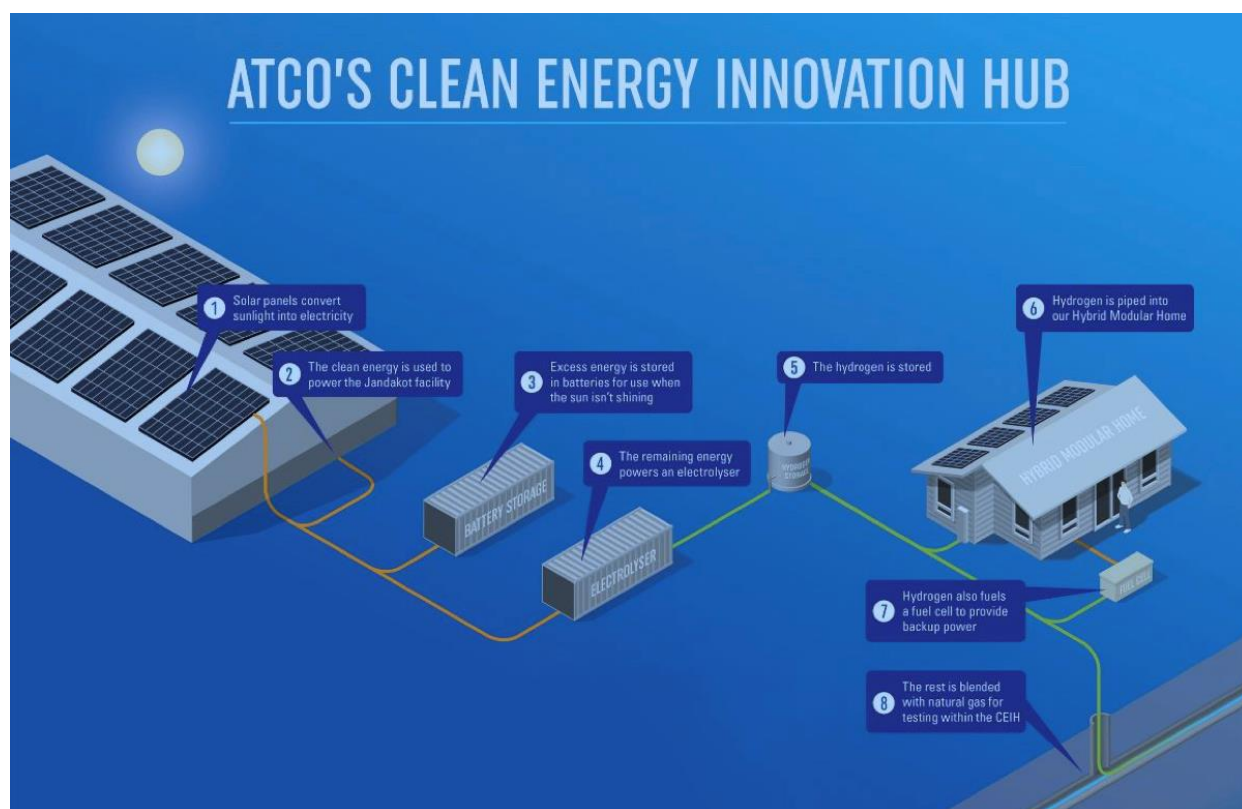 ATCO'S CLEAN ENERGY INNOVATION HUB
1
Solar panels convert
sunlight into electricity
2
The clean energy is used to
power the Jandakot facility
3
Excess energy is stored
in batteries for use when
the sun isn't shining
BATTERY STORAGE
4
The remaining energy
powers an electrolyser
ELECTROLYSER
5
The hydrogen is stored
HYDROGEN
STORAGE
6
Hydrogen is piped into
our Hybrid Modular Home
HYBRID MODULAR HOME
7
Hydrogen also fuels
a fuel cell to provide
backup power
FUEL CELL
8
The rest is blended
with natural gas for
testing within the CEIH